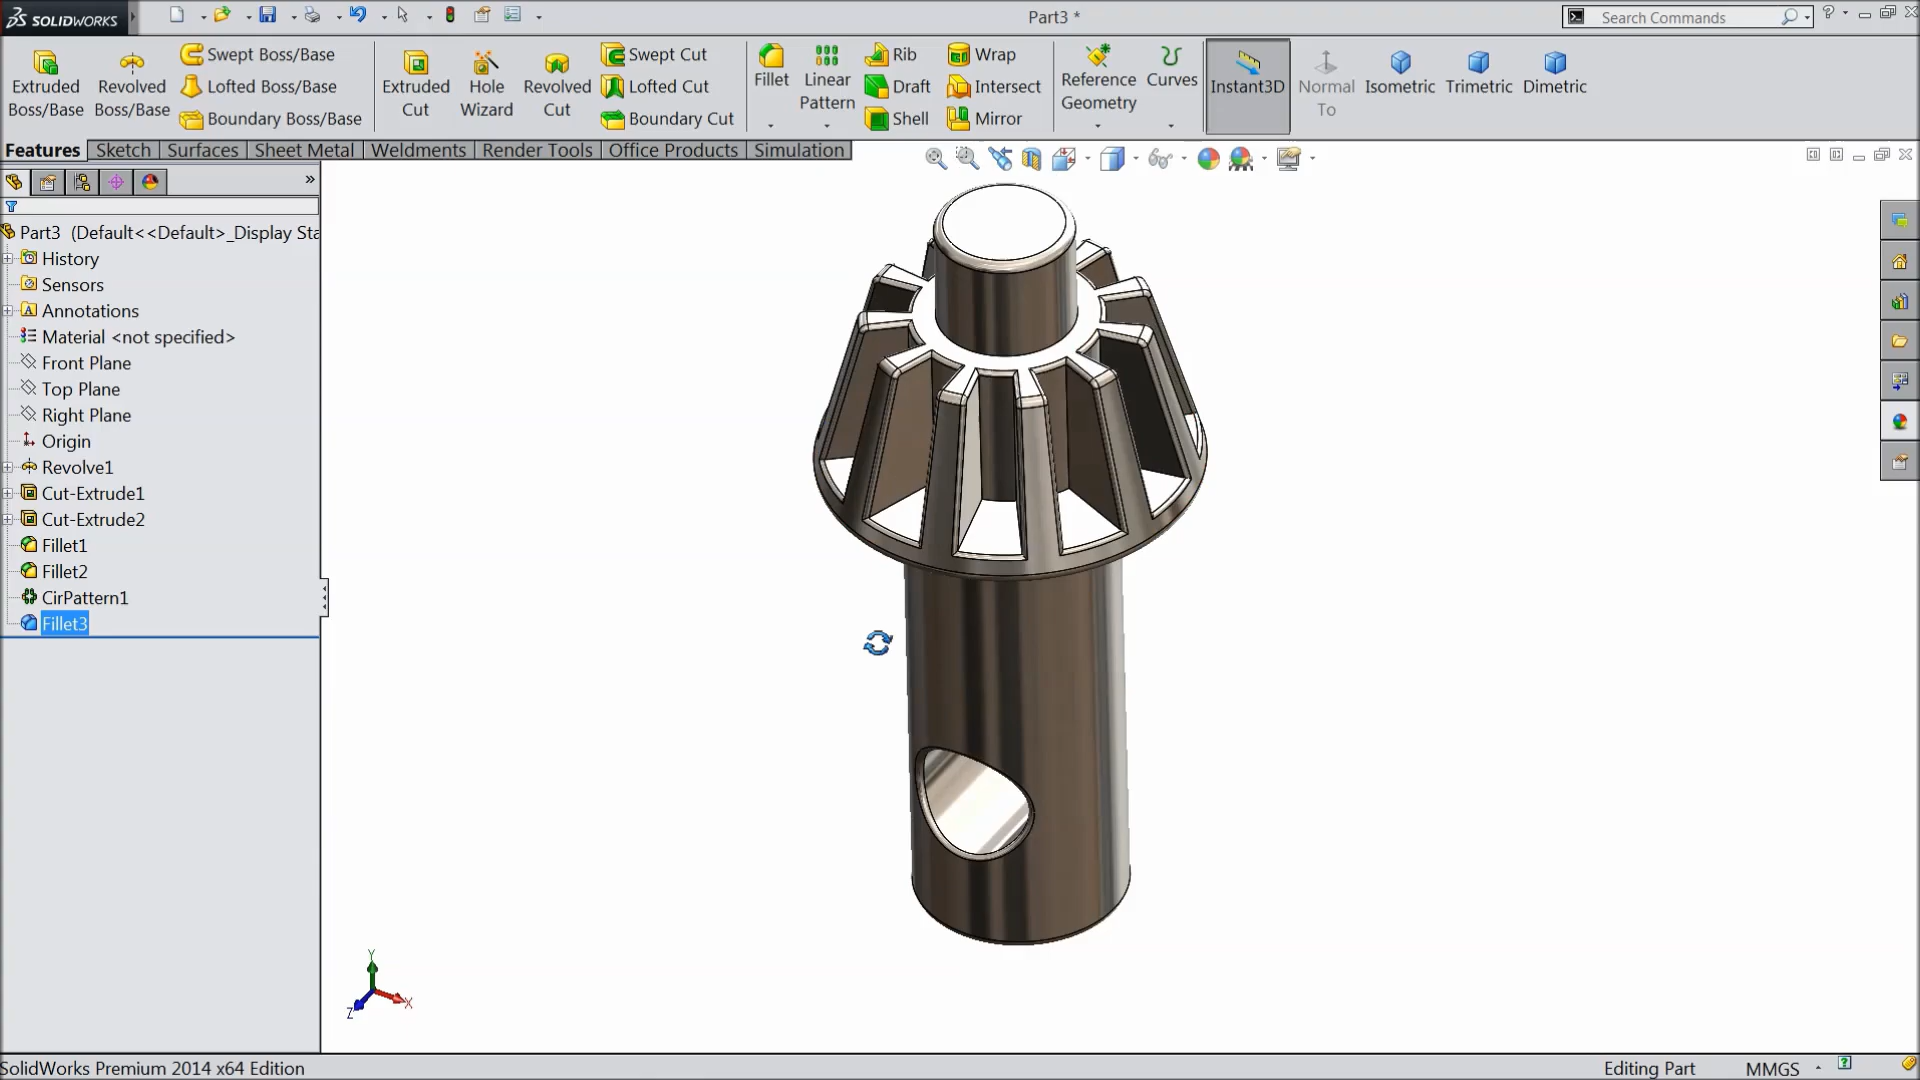 SOLIDWORKS
Part3 *
Search Commands
Extruded Boss/Base
Revolved Boss/Base
Swept Boss/Base
Lofted Boss/Base
Boundary Boss/Base
Extruded Cut
Hole Wizard
Revolved Cut
Swept Cut
Lofted Cut
Boundary Cut
Fillet
Linear Pattern
Rib
Draft
Shell
Wrap
Intersect
Mirror
Reference Geometry
Curves
Instant3D
Normal To
Isometric
Trimetric
Dimetric
Features
Sketch
Surfaces
Sheet Metal
Weldments
Render Tools
Office Products
Simulation
Part3 (Default<<Default>_Display Sta
History
Sensors
Annotations
Material <not specified>
Front Plane
Top Plane
Right Plane
Origin
Revolve1
Cut-Extrude1
Cut-Extrude2
Fillet1
Fillet2
CirPattern1
Fillet3
Y
X
Z
SolidWorks Premium 2014 x64 Edition
Editing Part
MMGS